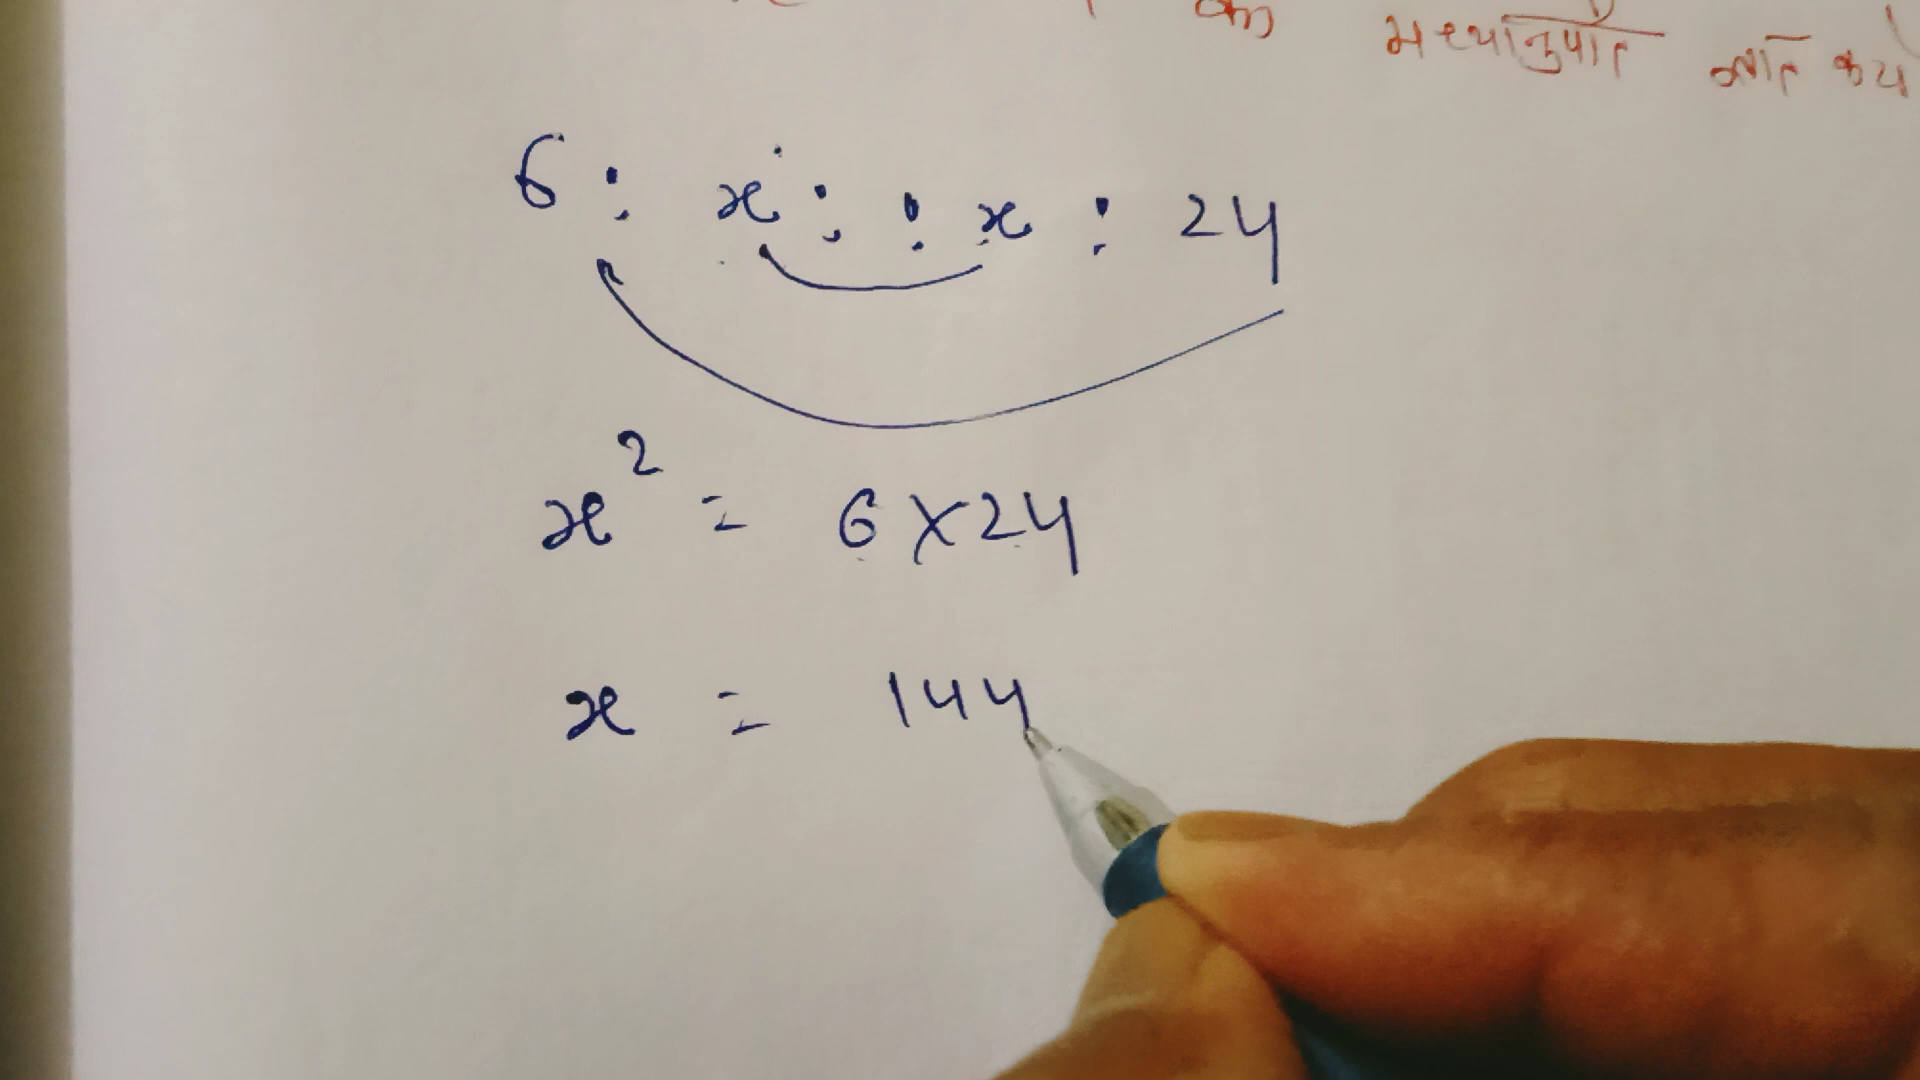 का मध्यानुपात ज्ञात करो
6 : x : : x : 24
x² = 6 × 24
x = 144